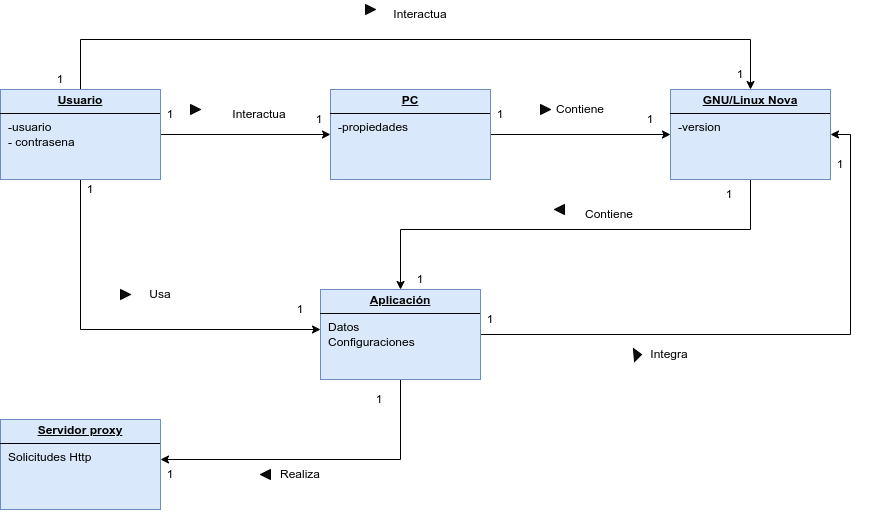 Interactua
1
1
Usuario
-usuario
- contrasena
1
Interactua
1
PC
-propiedades
1
Contiene
1
GNU/Linux Nova
-version
1
1
1
Contiene
1
Usa
1
Aplicación
Datos
Configuraciones
1
Integra
1
Servidor proxy
Solicitudes Http
1
Realiza